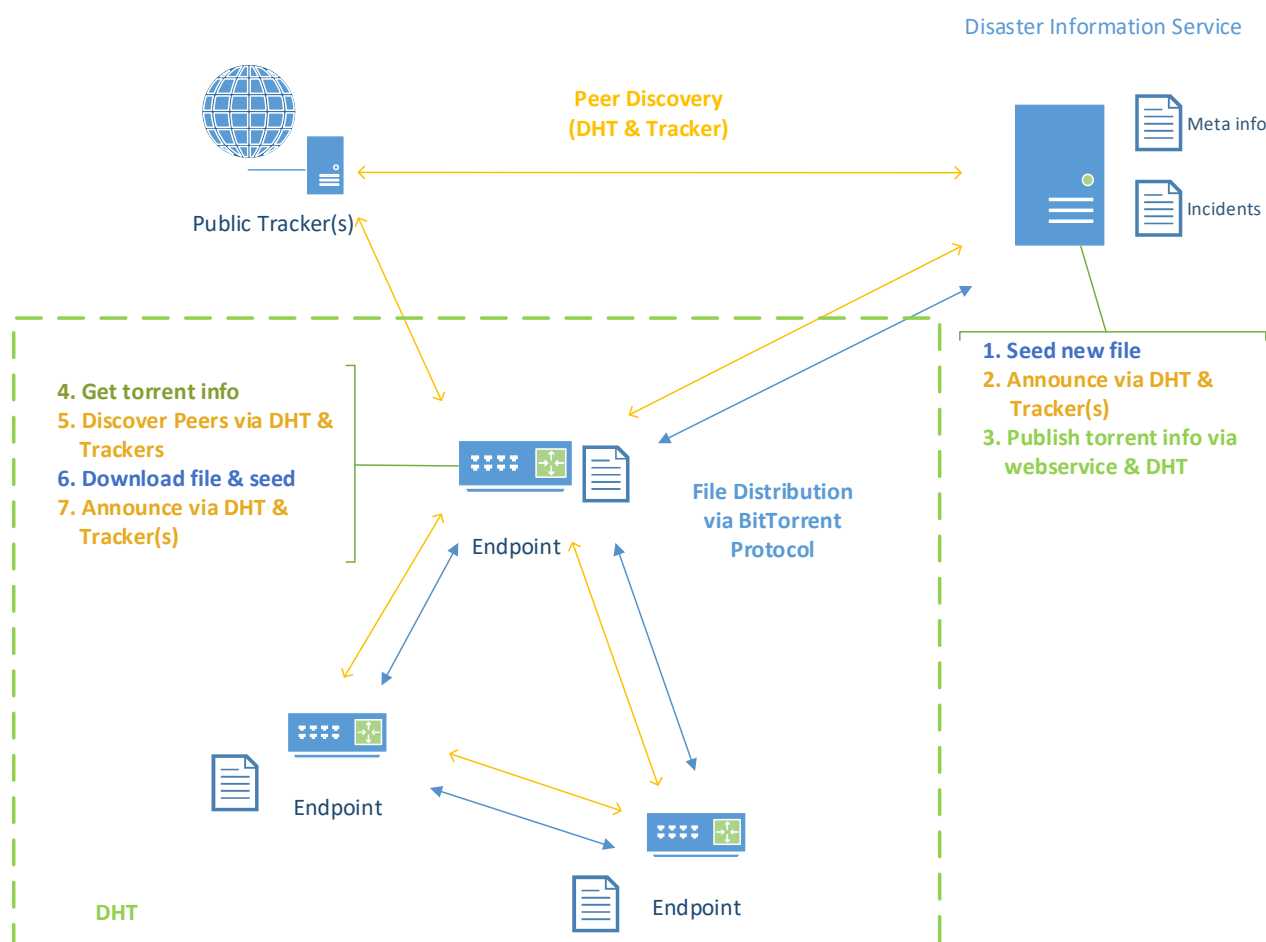 Disaster Information Service
Peer Discovery
(DHT & Tracker)
Meta info
Incidents
Public Tracker(s)
1. Seed new file
2. Announce via DHT &
Tracker(s)
3. Publish torrent info via
webservice & DHT
4. Get torrent info
5. Discover Peers via DHT &
Trackers
6. Download file & seed
7. Announce via DHT &
Tracker(s)
File Distribution
via BitTorrent
Protocol
Endpoint
Endpoint
Endpoint
DHT